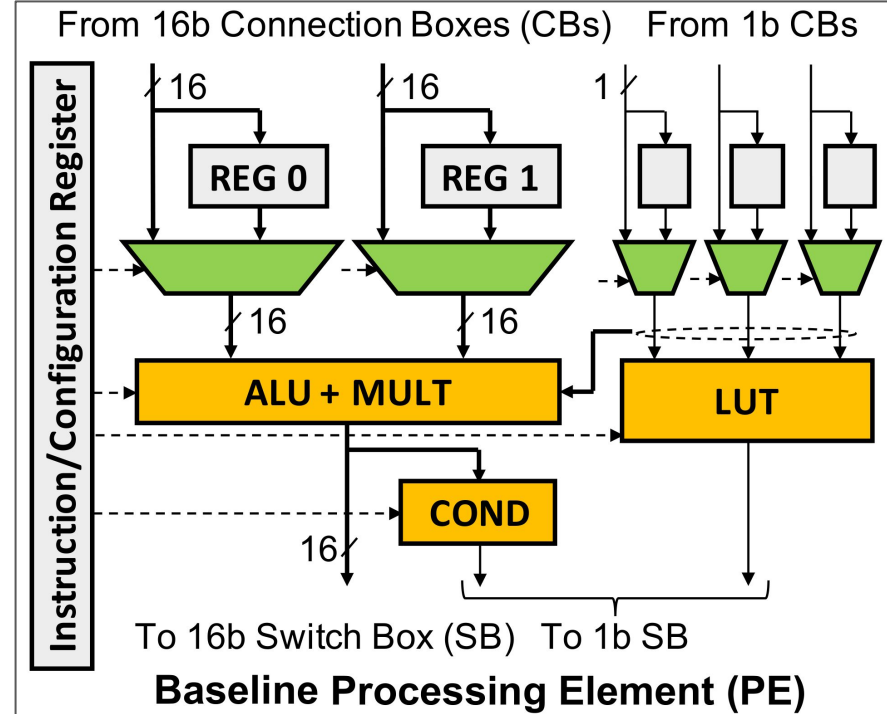 From 16b Connection Boxes (CBs) From 1b CBs
16 16 1
Instruction/Configuration Register
REG 0 REG 1
16 16
ALU + MULT LUT
COND
16
To 16b Switch Box (SB) To 1b SB
Baseline Processing Element (PE)